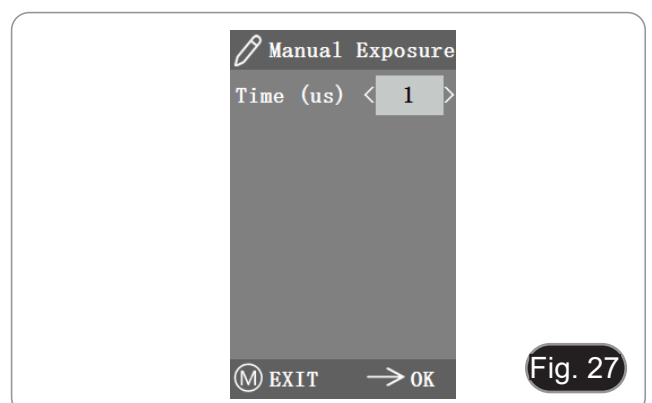 Manual Exposure
Time (us) < 1 >
Ⓜ EXIT → OK
Fig. 27